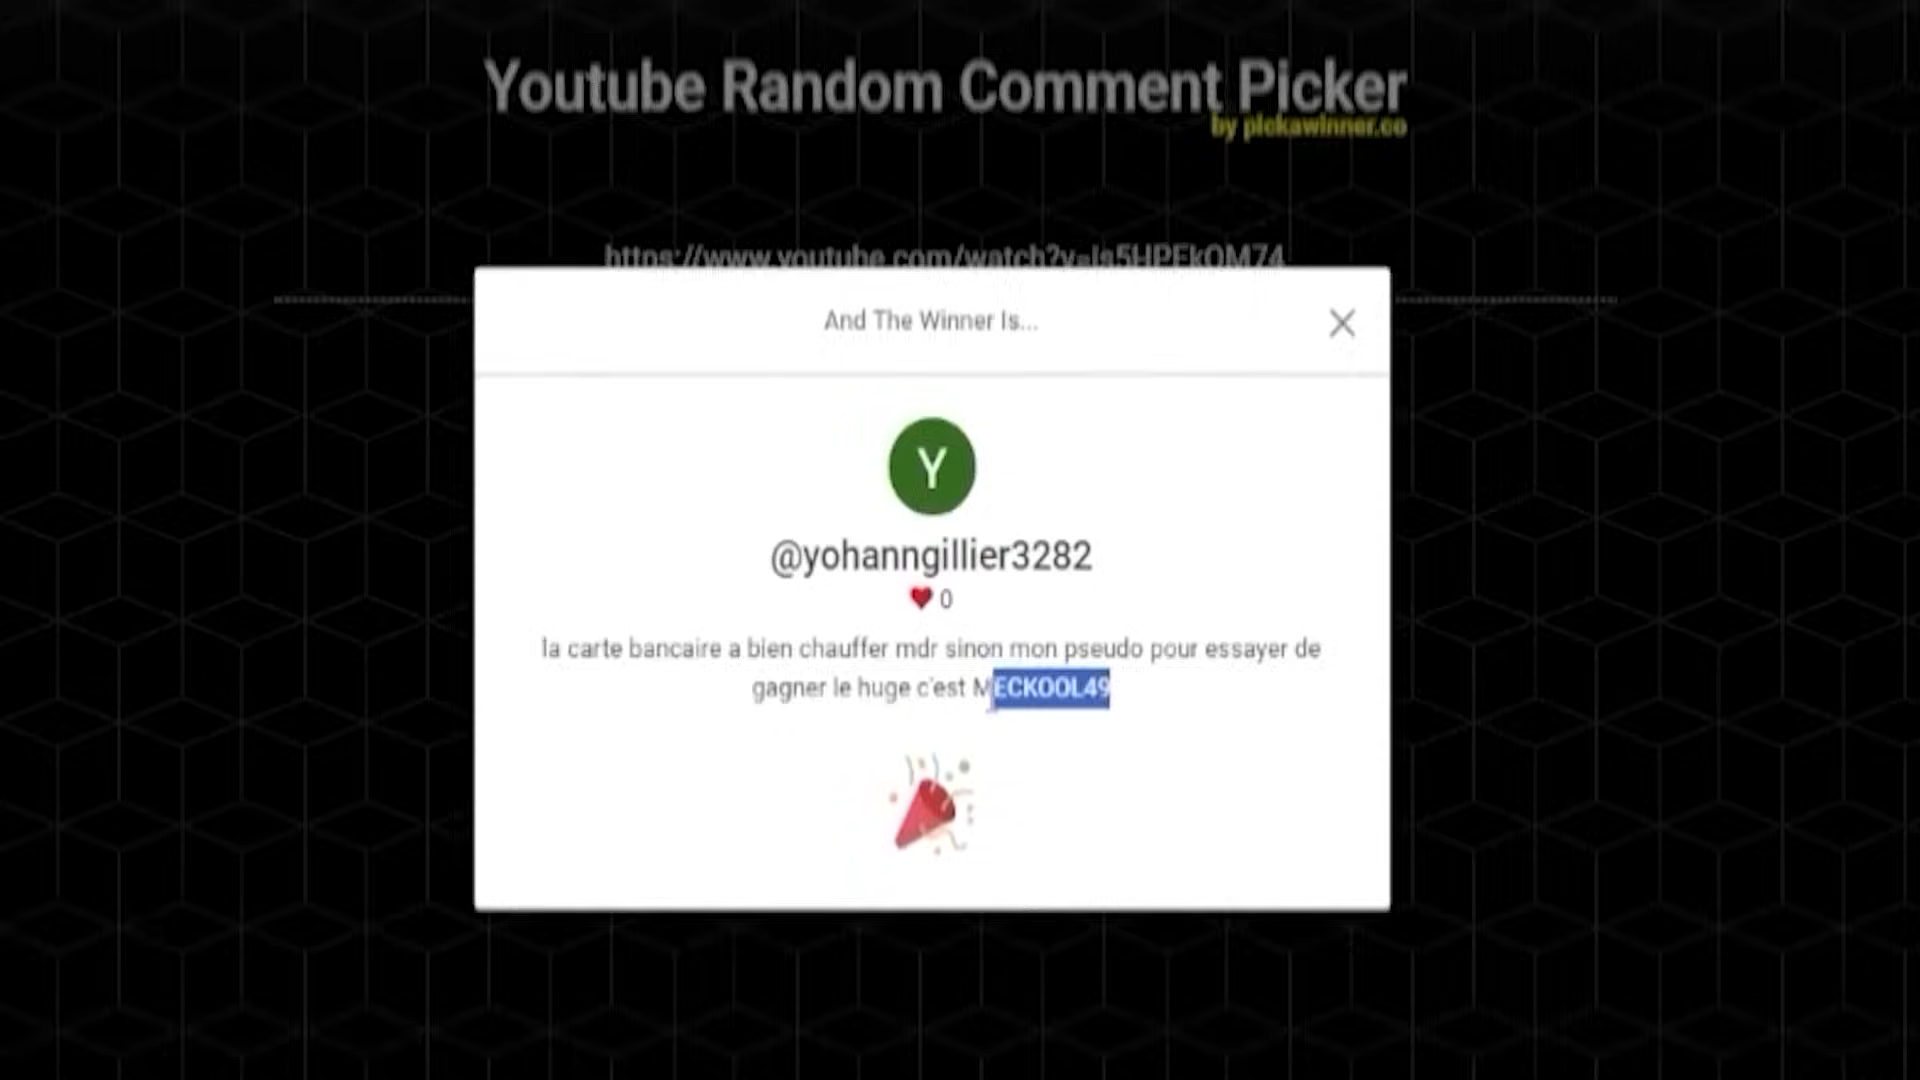 Youtube Random Comment Picker
by pickawinner.co
https://www.youtube.com/watch?v=
And The Winner Is...
Y
@yohanngillier3282
0
la carte bancaire a bien chauffer mdr sinon mon pseudo pour essayer de
gagner le huge c'est MECKOOL49